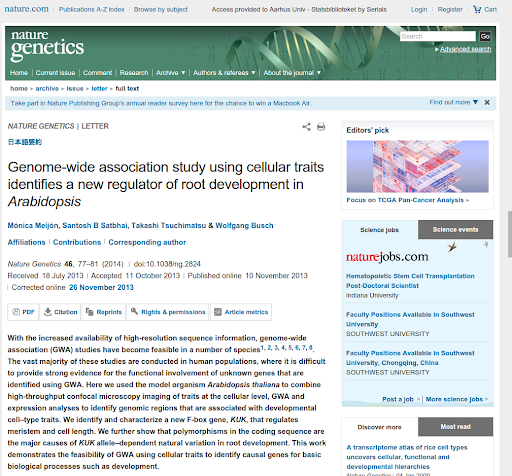 nature.com Publications A-Z index Browse by subject Access provided to Aarhus Univ - Statsbiblioteket by Serials Login Register Cart
nature
genetics
Search Go
Advanced search
Home Current issue Comment Research Archive Authors & referees About the journal
home archive issue letter full text
Take part in Nature Publishing Group's annual reader survey here for the chance to win a Macbook Air. Find out more
NATURE GENETICS | LETTER
日本語要約
Genome-wide association study using cellular traits
identifies a new regulator of root development in
Arabidopsis
Mónica Meijón, Santosh B Satbhai, Takashi Tsuchimatsu & Wolfgang Busch
Affiliations | Contributions | Corresponding author
Nature Genetics 46, 77–81 (2014) | doi:10.1038/ng.2824
Received 18 July 2013 | Accepted 11 October 2013 | Published online 10 November 2013
| Corrected online 26 November 2013
PDF Citation Reprints Rights & permissions Article metrics
With the increased availability of high-resolution sequence information, genome-wide
association (GWA) studies have become feasible in a number of species1, 2, 3, 4, 5, 6, 7, 8.
The vast majority of these studies are conducted in human populations, where it is difficult
to provide strong evidence for the functional involvement of unknown genes that are
identified using GWA. Here we used the model organism Arabidopsis thaliana to combine
high-throughput confocal microscopy imaging of traits at the cellular level, GWA and
expression analyses to identify genomic regions that are associated with developmental
cell–type traits. We identify and characterize a new F-box gene, KUK, that regulates
meristem and cell length. We further show that polymorphisms in the coding sequence are
the major causes of KUK allele–dependent natural variation in root development. This work
demonstrates the feasibility of GWA using cellular traits to identify causal genes for basic
biological processes such as development.
Editors' pick
Focus on TCGA Pan-Cancer Analysis
Science jobs Science events
naturejobs.com
Hematopoietic Stem Cell Transplantation
Post-Doctoral Scientist
Indiana University
Faculty Positions Available in Southwest
University
SOUTHWEST UNIVERSITY
Faculty Positions Available in Southwest
University, Chongqing, China
SOUTHWEST UNIVERSITY
Post a job More science jobs
Discover more Most read
A transcriptome atlas of rice cell types
uncovers cellular, functional and
developmental hierarchies